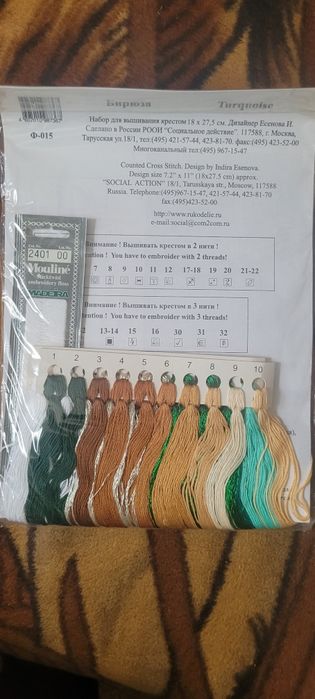 Бирюза Turquoise
Набор для вышивания крестом 18 х 27,5 см. Дизайнер Есенова И.
Ф-015 Сделано в России РООИ "Социальное действие". 117588, г. Москва,
Тарусская ул.18/1, тел:(495) 421-57-44, 423-81-70. факс:(495) 423-52-00
Многоканальный тел:(495) 967-15-47
Counted Cross Stitch. Design by Indira Esenova.
Design size 7.2" x 11" (18x27.5 cm) approx.
"SOCIAL ACTION" 18/1, Tarusskaya str., Moscow, 117588
Russia. Telephone:(495)967-15-47, 421-57-44, 423-81-70
fax:(495)423-52-00
http://www.rukodelie.ru
e-mail:social@com2com.ru
2401 00
Mouline
embroidery floss
MADEIRA
Внимание ! Вышивать крестом в 2 нити !
! You have to embroider with 2 threads!
7 8 9 10 11 12 17-18 19 20 21-22
Внимание ! Вышивать крестом в 3 нити !
! You have to embroider with 3 threads!
13-14 15 16 30 31 32
1 2 3 4 5 6 7 8 9 10